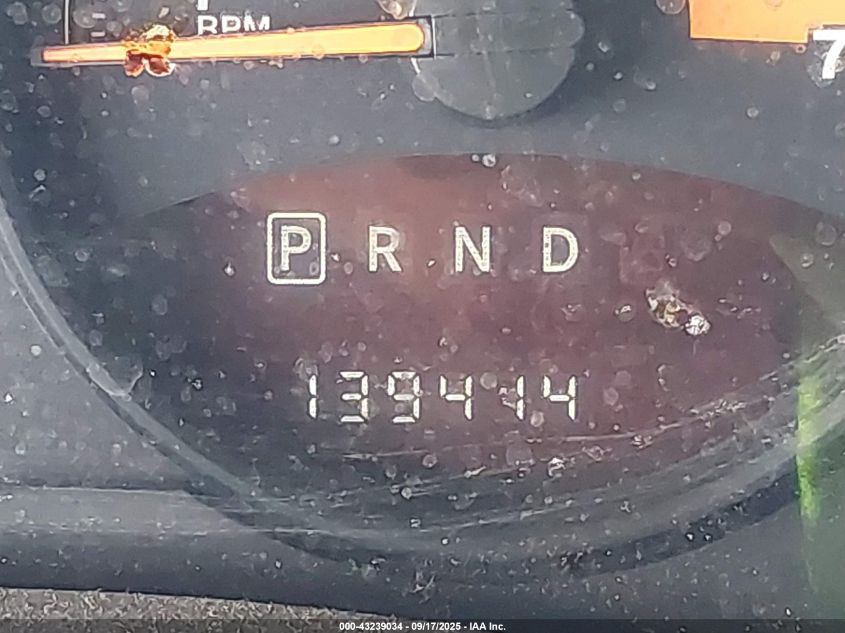 RPM
7
P R N D
139414
000-43239034 - 09/17/2025 - IAA Inc.